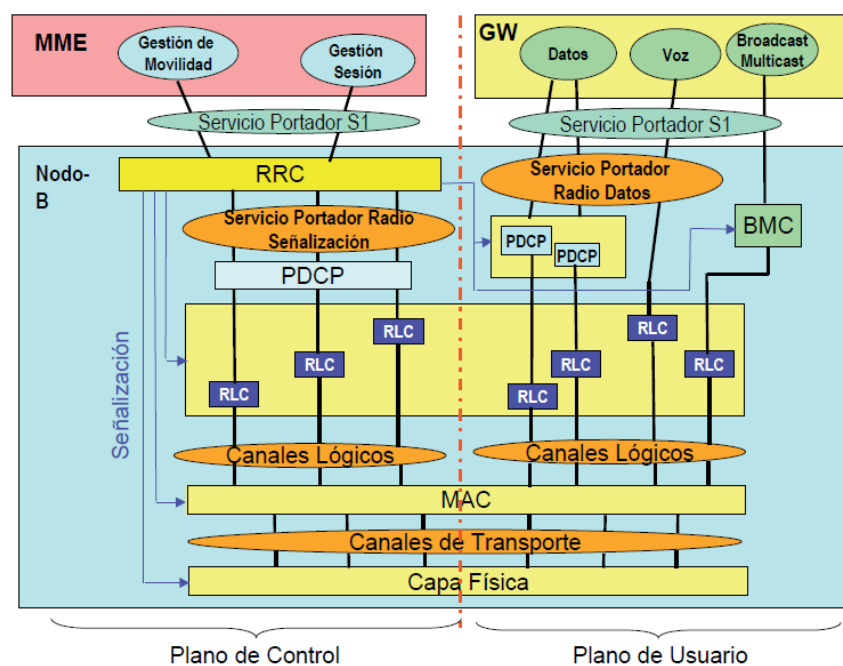 MME
Gestión de
Movilidad
Gestión
Sesión
GW
Datos
Voz
Broadcast
Multicast
Servicio Portador S1
Servicio Portador S1
Nodo-
B
RRC
Servicio Portador Radio
Señalización
PDCP
Servicio Portador
Radio Datos
PDCP
PDCP
BMC
Señalización
RLC
RLC
RLC
RLC
RLC
RLC
RLC
Canales Lógicos
Canales Lógicos
MAC
Canales de Transporte
Capa Física
Plano de Control
Plano de Usuario